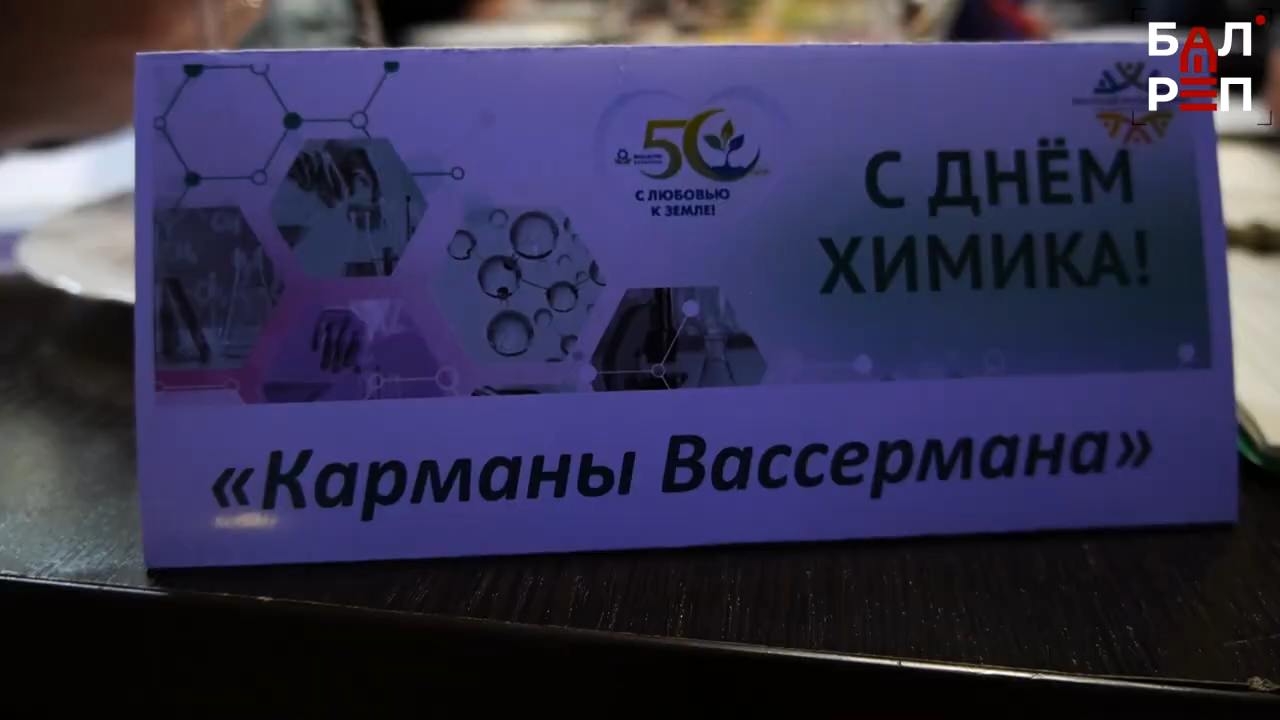 БАЛ
РЕП
50
С ЛЮБОВЬЮ
К ЗЕМЛЕ!
С ДНЁМ
ХИМИКА!
«Карманы Вассермана»